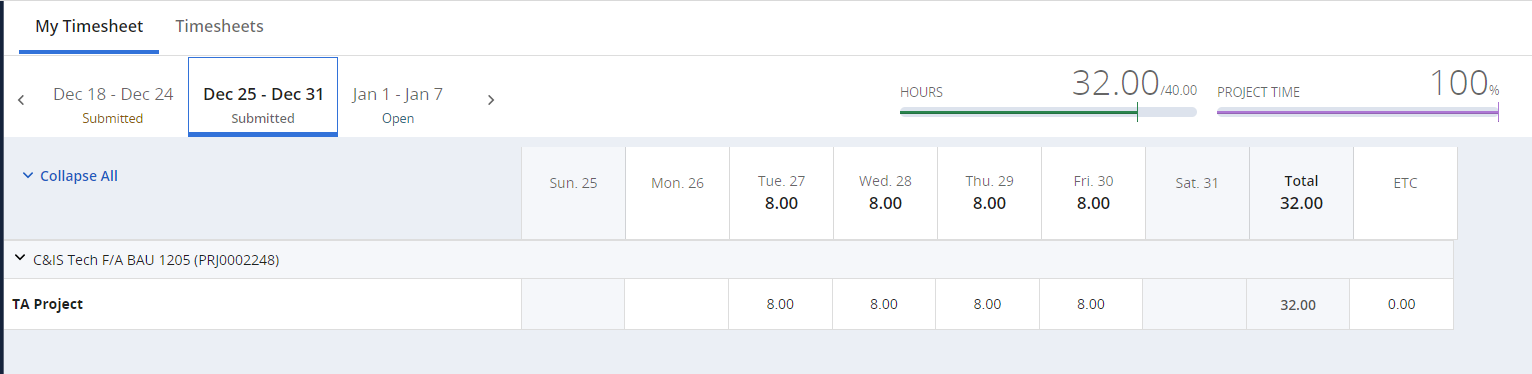 My Timesheet Timesheets
Dec 18 - Dec 24 Dec 25 - Dec 31 Jan 1 - Jan 7 HOURS 32.00/40.00 PROJECT TIME 100%
Submitted Submitted Open
Collapse All Sun. 25 Mon. 26 Tue. 27 Wed. 28 Thu. 29 Fri. 30 Sat. 31 Total ETC
8.00 8.00 8.00 8.00 32.00
C&IS Tech F/A BAU 1205 (PRJ0002248)
TA Project 8.00 8.00 8.00 8.00 32.00 0.00